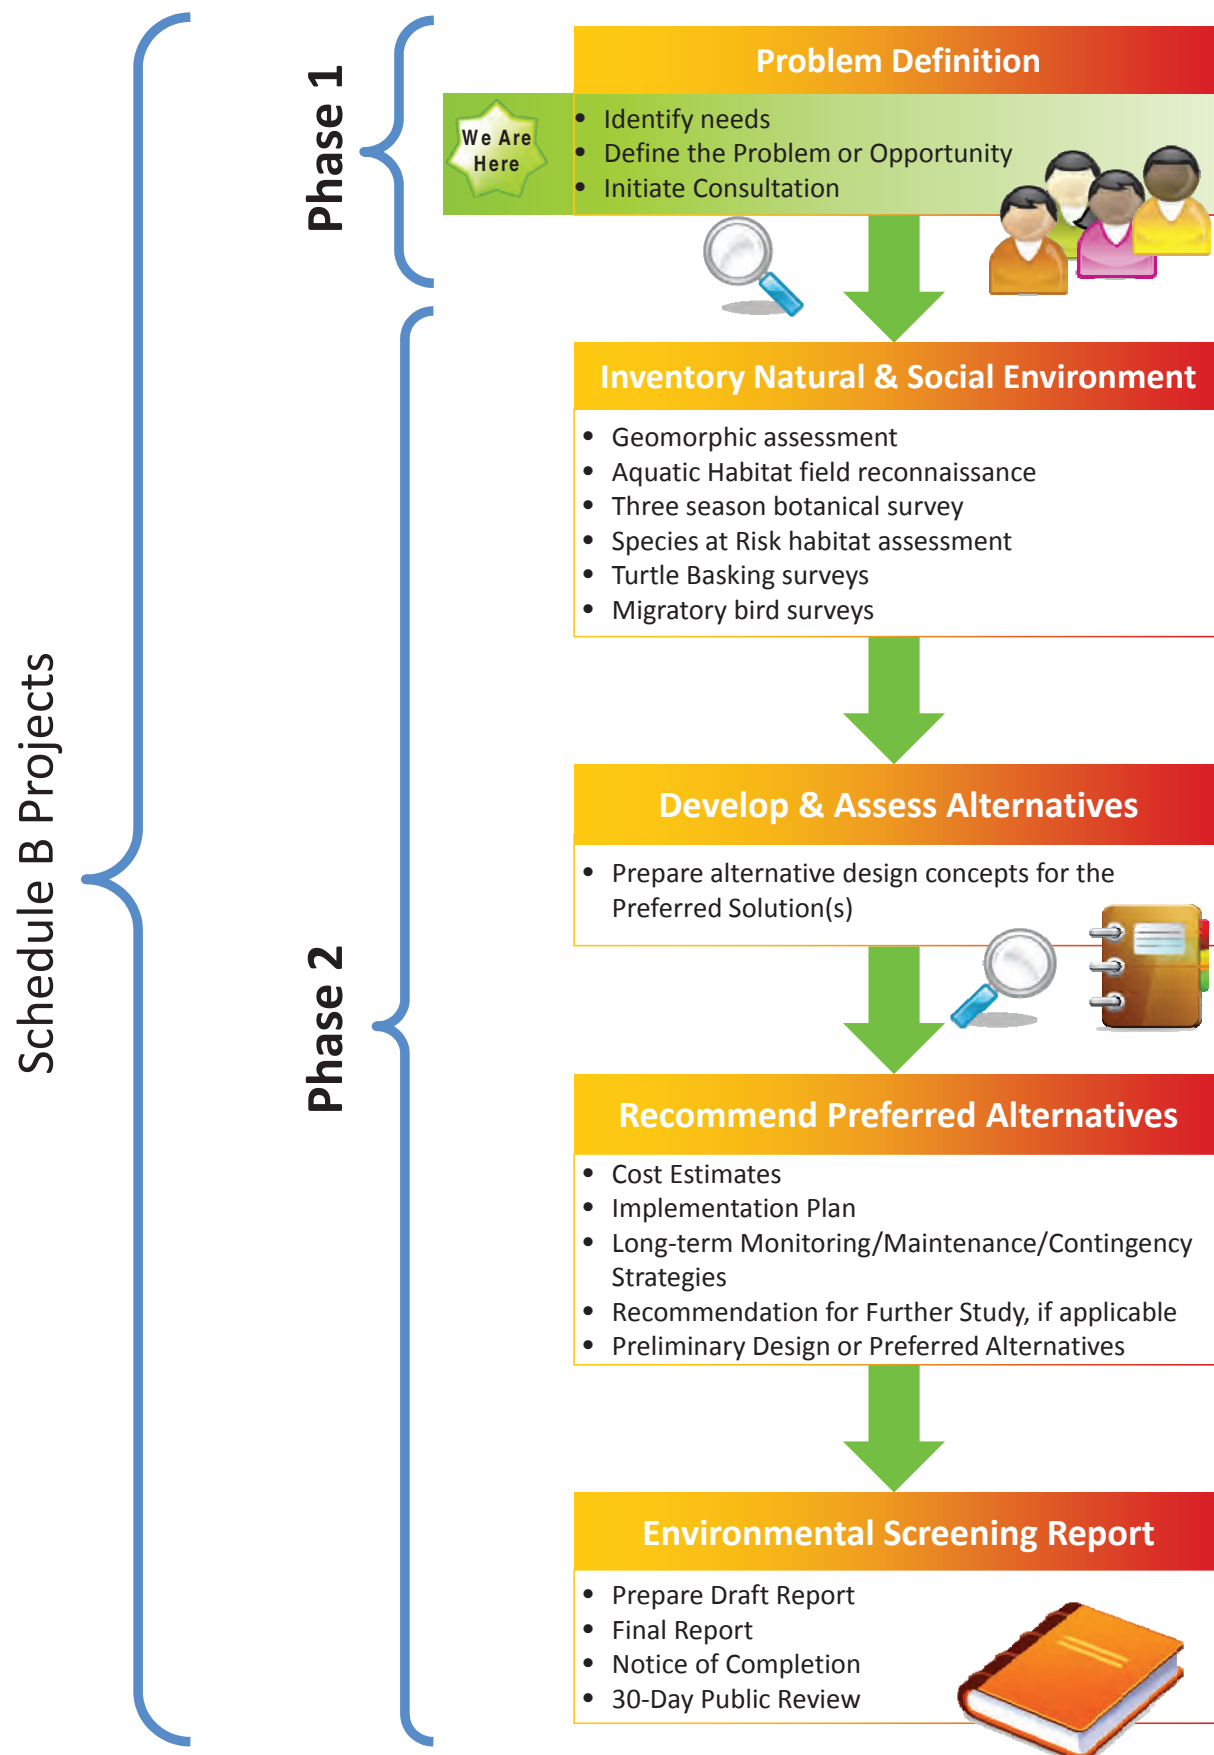 Schedule B Projects
Phase 1
Problem Definition
We Are
Here
• Identify needs
• Define the Problem or Opportunity
• Initiate Consultation
Phase 2
Inventory Natural & Social Environment
• Geomorphic assessment
• Aquatic Habitat field reconnaissance
• Three season botanical survey
• Species at Risk habitat assessment
• Turtle Basking surveys
• Migratory bird surveys
Develop & Assess Alternatives
• Prepare alternative design concepts for the
Preferred Solution(s)
Recommend Preferred Alternatives
• Cost Estimates
• Implementation Plan
• Long-term Monitoring/Maintenance/Contingency
Strategies
• Recommendation for Further Study, if applicable
• Preliminary Design or Preferred Alternatives
Environmental Screening Report
• Prepare Draft Report
• Final Report
• Notice of Completion
• 30-Day Public Review